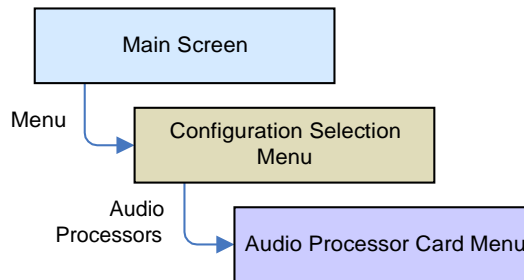 Main Screen
Menu
Configuration Selection
Menu
Audio
Processors
Audio Processor Card Menu